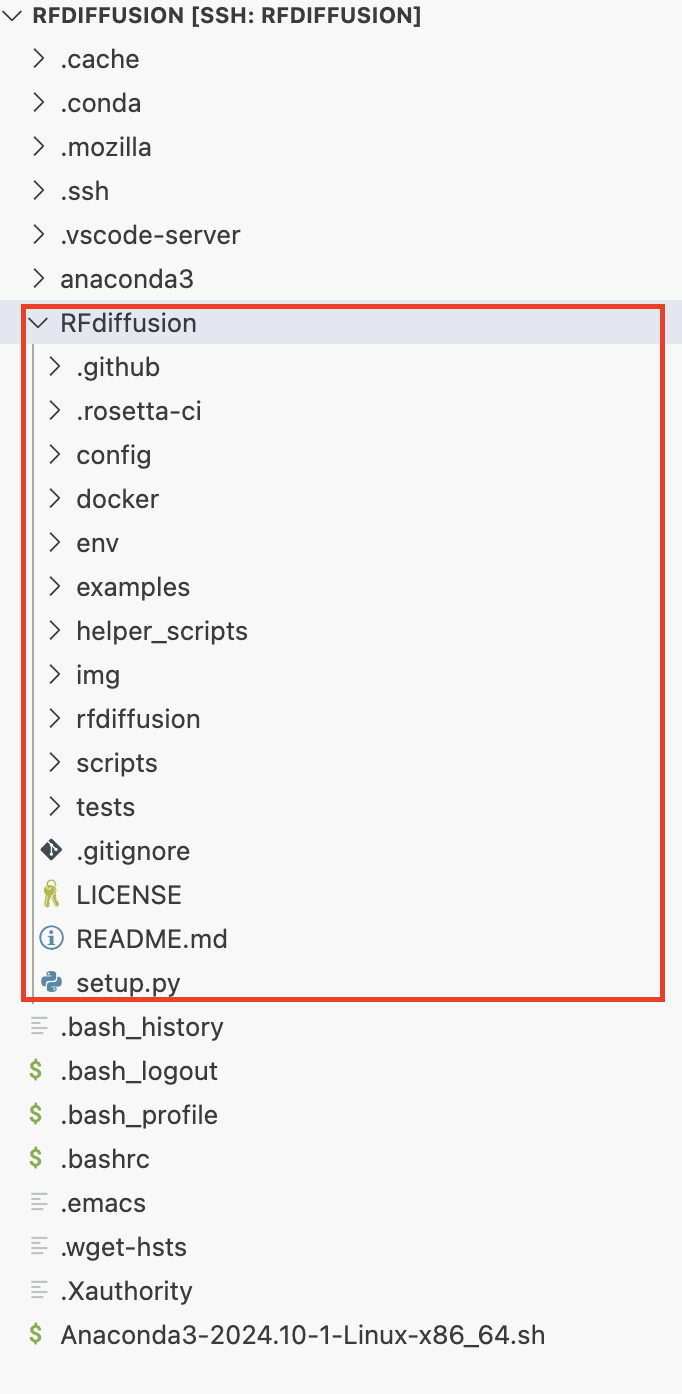 RFDIFFUSION [SSH: RFDIFFUSION]
.cache
.conda
.mozilla
.ssh
.vscode-server
anaconda3
RFdiffusion
.github
.rosetta-ci
config
docker
env
examples
helper_scripts
img
rfdiffusion
scripts
tests
.gitignore
LICENSE
README.md
setup.py
.bash_history
$ .bash_logout
$ .bash_profile
$ .bashrc
.emacs
.wget-hsts
.Xauthority
$ Anaconda3-2024.10-1-Linux-x86_64.sh